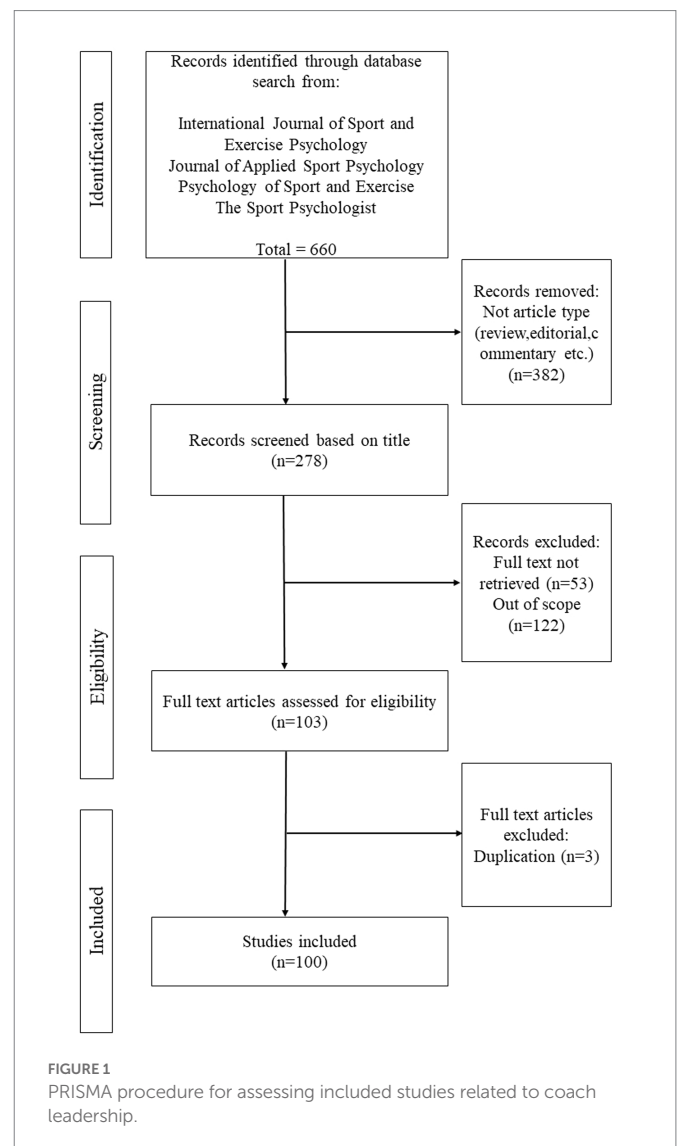 Identification
Records identified through database
search from:
International Journal of Sport and
Exercise Psychology
Journal of Applied Sport Psychology
Psychology of Sport and Exercise
The Sport Psychologist
Total = 660
Records removed:
Not article type
(review,editorial,c
ommentary etc.)
(n=382)
Screening
Records screened based on title
(n=278)
Records excluded:
Full text not
retrieved (n=53)
Out of scope
(n=122)
Eligibility
Full text articles assessed for eligibility
(n=103)
Full text articles
excluded:
Duplication (n=3)
Included
Studies included
(n=100)
FIGURE 1
PRISMA procedure for assessing included studies related to coach
leadership.